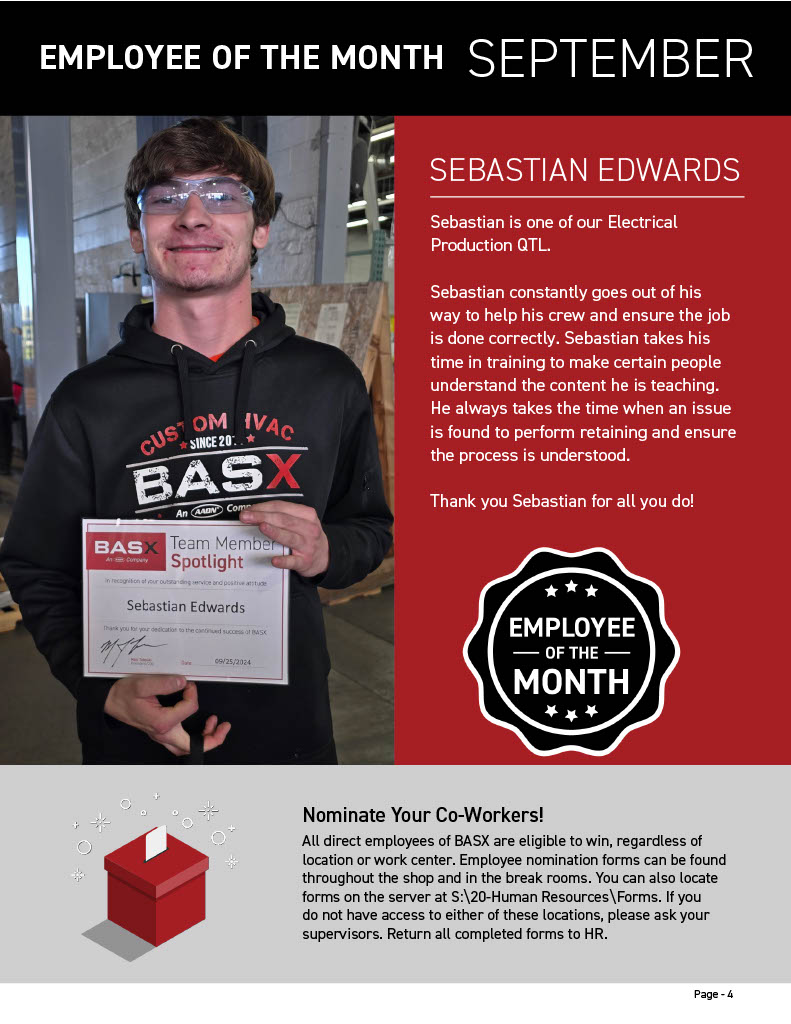 EMPLOYEE OF THE MONTH SEPTEMBER
SEBASTIAN EDWARDS
Sebastian is one of our Electrical
Production QTL.
Sebastian constantly goes out of his
way to help his crew and ensure the job
is done correctly. Sebastian takes his
time in training to make certain people
understand the content he is teaching.
He always takes the time when an issue
is found to perform retaining and ensure
the process is understood.
Thank you Sebastian for all you do!
CUSTOM HVAC
SINCE 20
BASX
An AAON Com
BASX
An AAON Company
Team Member
Spotlight
In recognition of your outstanding service and positive attitude
Sebastian Edwards
Thank you for your dedication to the continued success of BASX
Date 09/25/2024
EMPLOYEE
OF THE
MONTH
Nominate Your Co-Workers!
All direct employees of BASX are eligible to win, regardless of
location or work center. Employee nomination forms can be found
throughout the shop and in the break rooms. You can also locate
forms on the server at S:\20-Human Resources\Forms. If you
do not have access to either of these locations, please ask your
supervisors. Return all completed forms to HR.
Page - 4